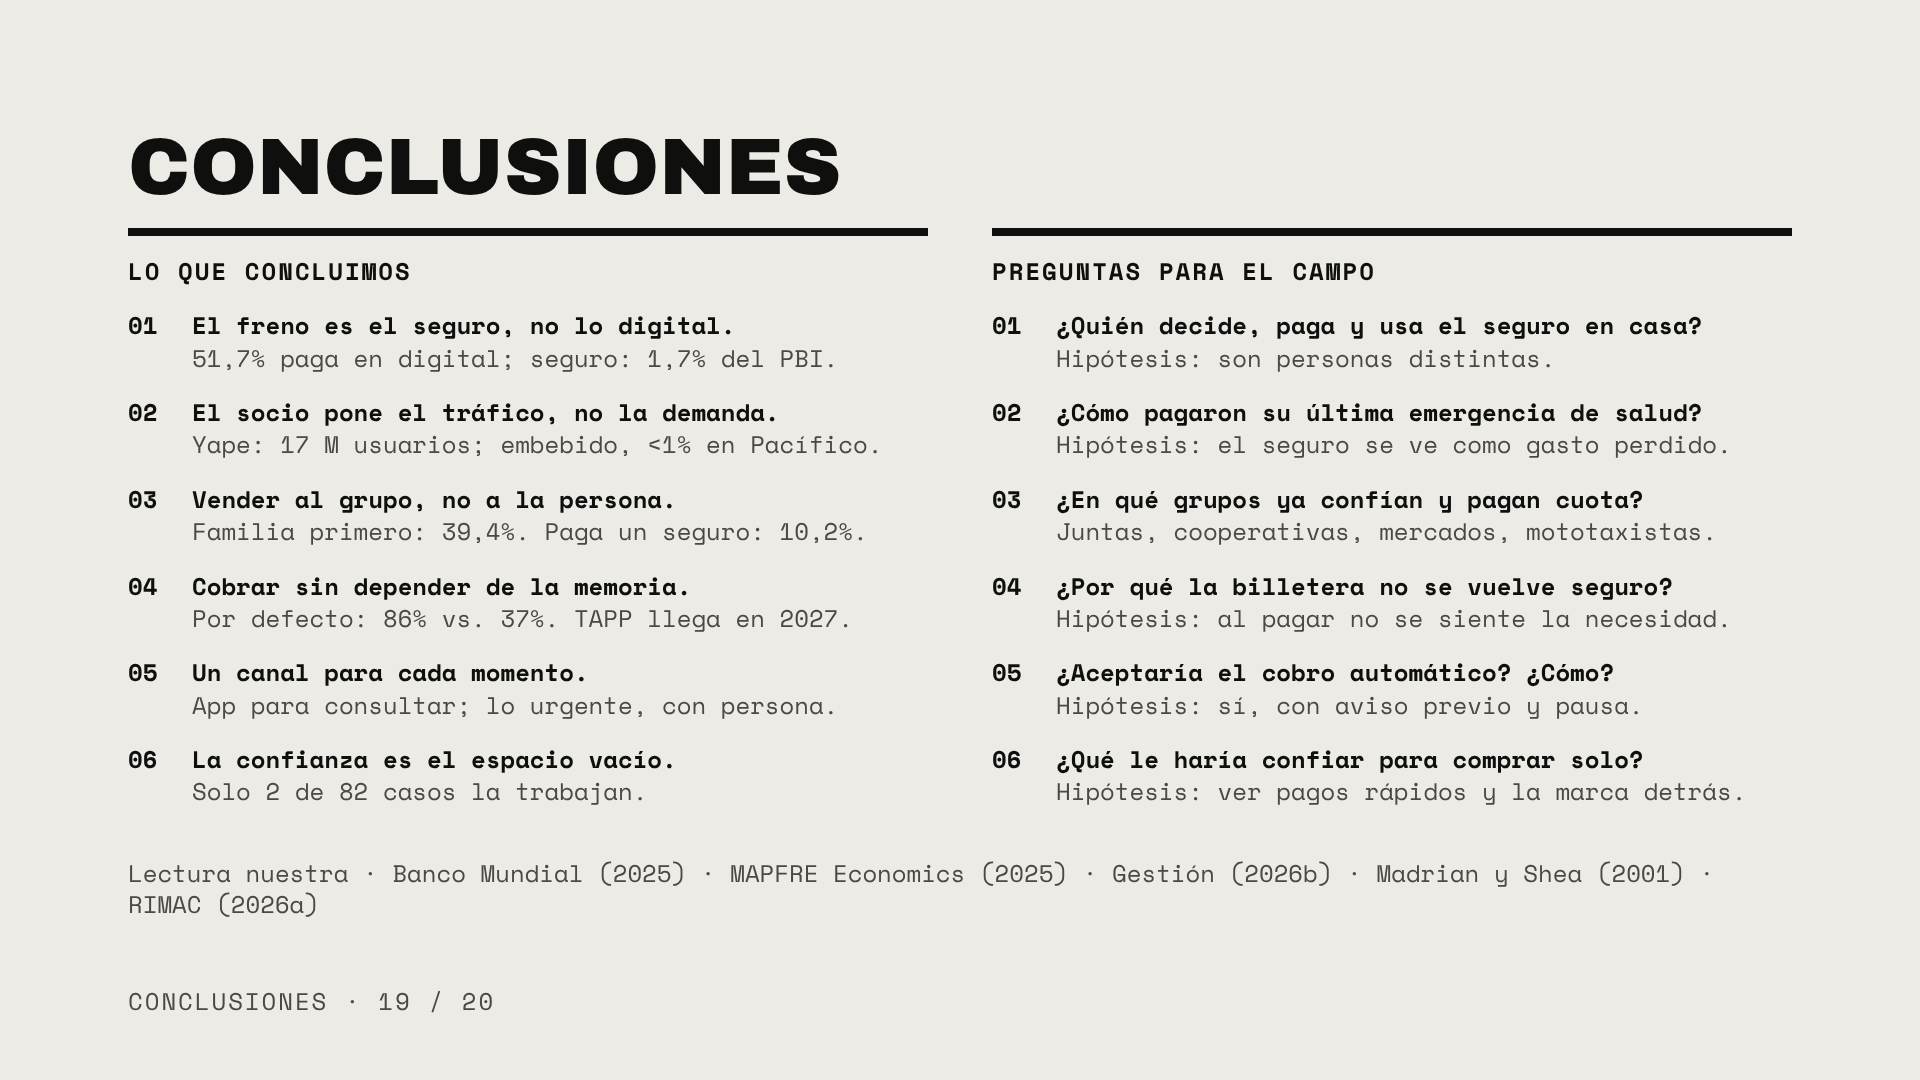 CONCLUSIONES
LO QUE CONCLUIMOS
01 El freno es el seguro, no lo digital.
51,7% paga en digital; seguro: 1,7% del PBI.
02 El socio pone el tráfico, no la demanda.
Yape: 17 M usuarios; embebido, <1% en Pacífico.
03 Vender al grupo, no a la persona.
Familia primero: 39,4%. Paga un seguro: 10,2%.
04 Cobrar sin depender de la memoria.
Por defecto: 86% vs. 37%. TAPP llega en 2027.
05 Un canal para cada momento.
App para consultar; lo urgente, con persona.
06 La confianza es el espacio vacío.
Solo 2 de 82 casos la trabajan.
PREGUNTAS PARA EL CAMPO
01 ¿Quién decide, paga y usa el seguro en casa?
Hipótesis: son personas distintas.
02 ¿Cómo pagaron su última emergencia de salud?
Hipótesis: el seguro se ve como gasto perdido.
03 ¿En qué grupos ya confían y pagan cuota?
Juntas, cooperativas, mercados, mototaxistas.
04 ¿Por qué la billetera no se vuelve seguro?
Hipótesis: al pagar no se siente la necesidad.
05 ¿Aceptaría el cobro automático? ¿Cómo?
Hipótesis: sí, con aviso previo y pausa.
06 ¿Qué le haría confiar para comprar solo?
Hipótesis: ver pagos rápidos y la marca detrás.
Lectura nuestra · Banco Mundial (2025) · MAPFRE Economics (2025) · Gestión (2026b) · Madrian y Shea (2001) ·
RIMAC (2026a)
CONCLUSIONES · 19 / 20